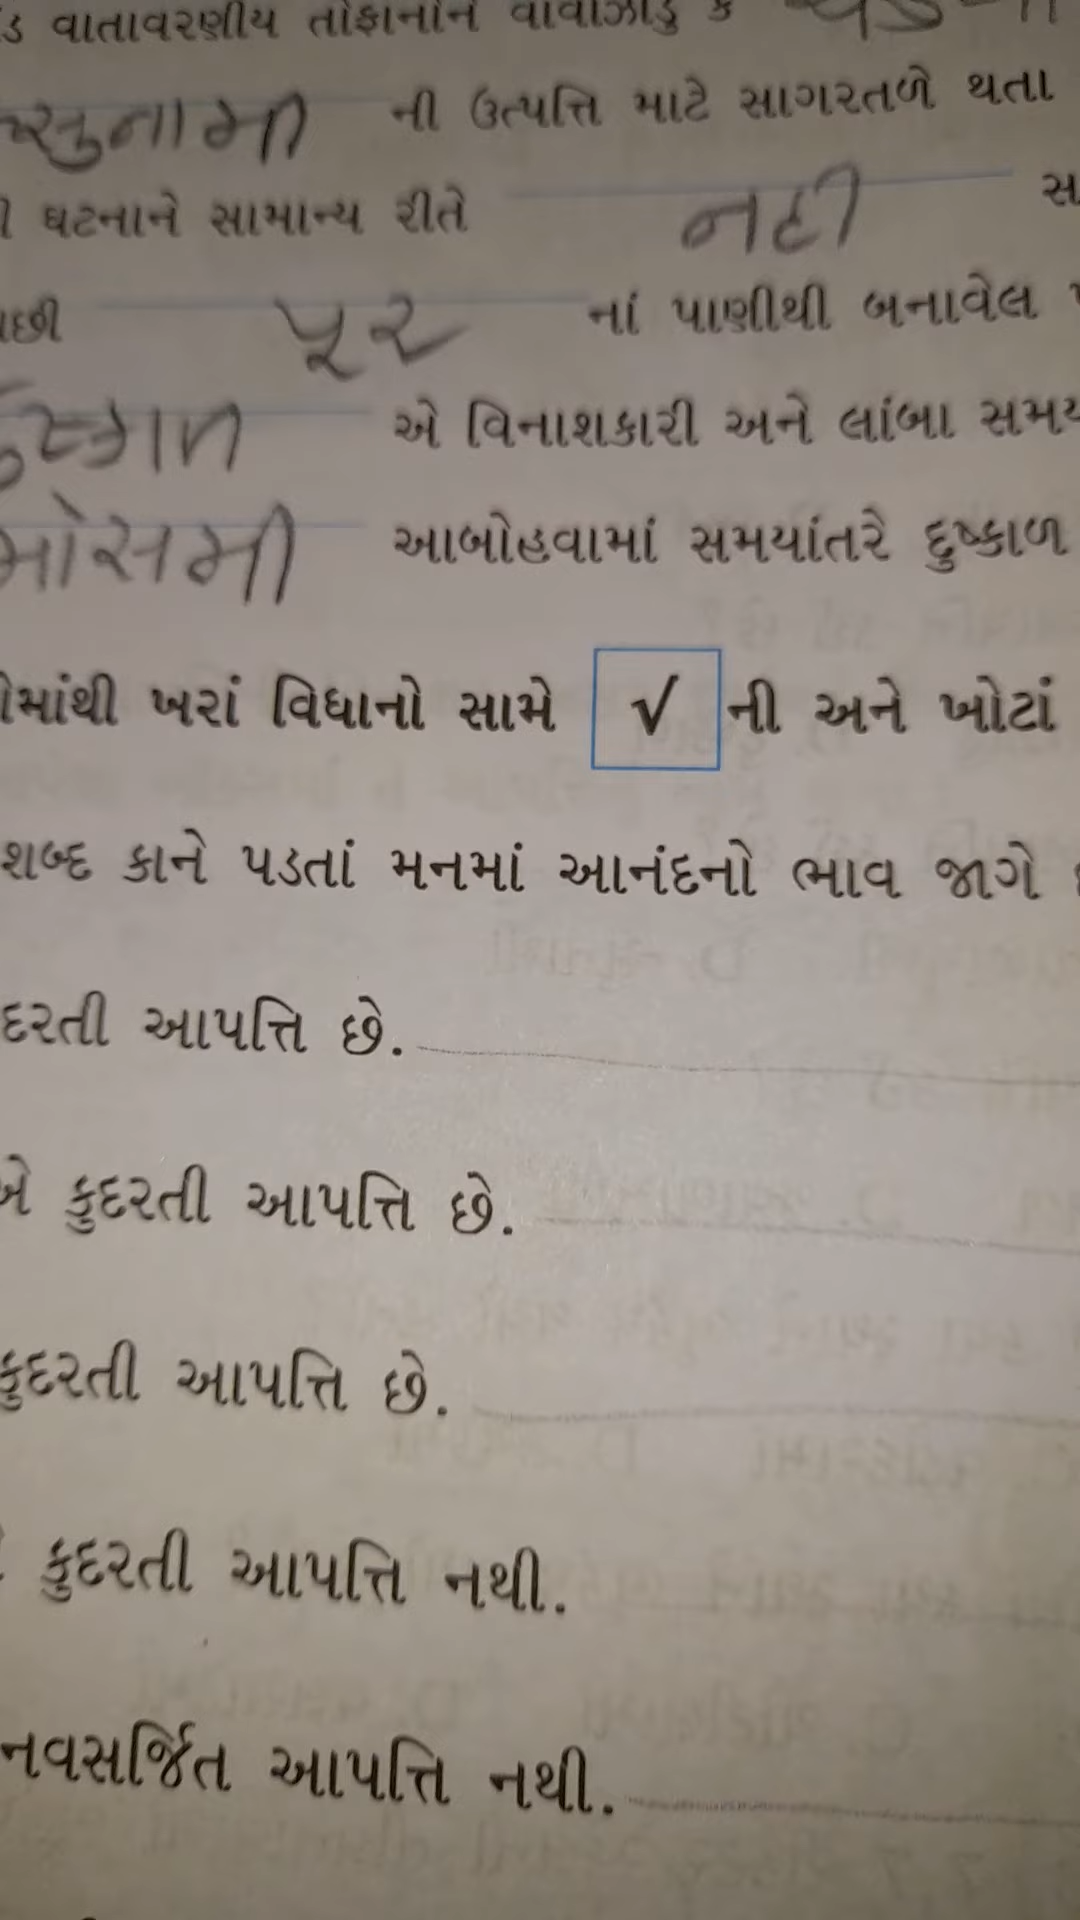 વાતાવરણીય તોફાનોને વાવાઝોડુ કે
ત્સુનામી ની ઉત્પત્તિ માટે સાગરતળે થતા
ઘટનાને સામાન્ય રીતે નદી
પૂર નાં પાણીથી બનાવેલ
એ વિનાશકારી અને લાંબા સમય
મોસમી આબોહવામાં સમયાંતરે દુષ્કાળ
ોમાંથી ખરાં વિધાનો સામે √ ની અને ખોટાં
શબ્દ કાને પડતાં મનમાં આનંદનો ભાવ જાગે
દરતી આપત્તિ છે.
કુદરતી આપત્તિ છે.
કુદરતી આપત્તિ છે.
કુદરતી આપત્તિ નથી.
નવસર્જિત આપત્તિ નથી.